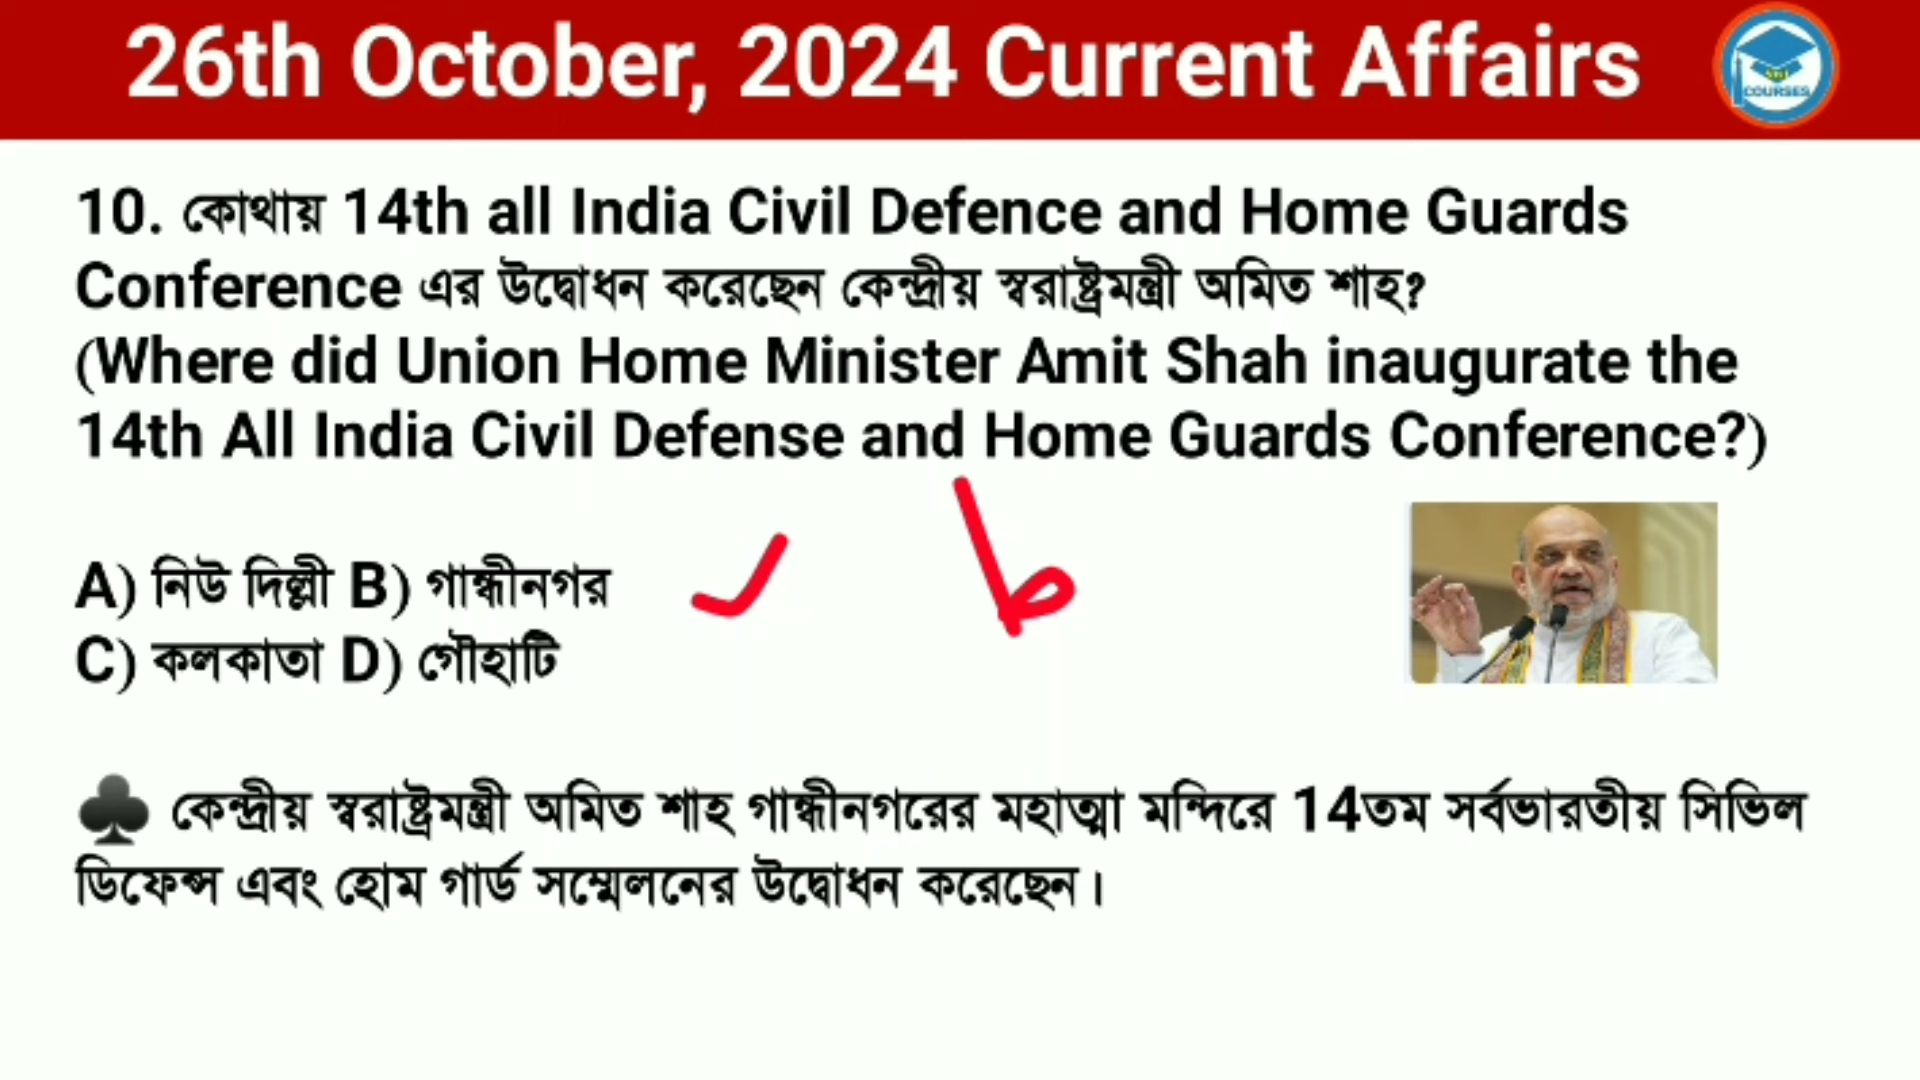 26th October, 2024 Current Affairs
COURSES
10. কোথায় 14th all India Civil Defence and Home Guards
Conference এর উদ্বোধন করেছেন কেন্দ্রীয় স্বরাষ্ট্রমন্ত্রী অমিত শাহ?
(Where did Union Home Minister Amit Shah inaugurate the
14th All India Civil Defense and Home Guards Conference?)
b
A) নিউ দিল্লী B) গান্ধীনগর
C) কলকাতা D) গৌহাটি
♣ কেন্দ্রীয় স্বরাষ্ট্রমন্ত্রী অমিত শাহ গান্ধীনগরের মহাত্মা মন্দিরে 14তম সর্বভারতীয় সিভিল
ডিফেন্স এবং হোম গার্ড সম্মেলনের উদ্বোধন করেছেন।